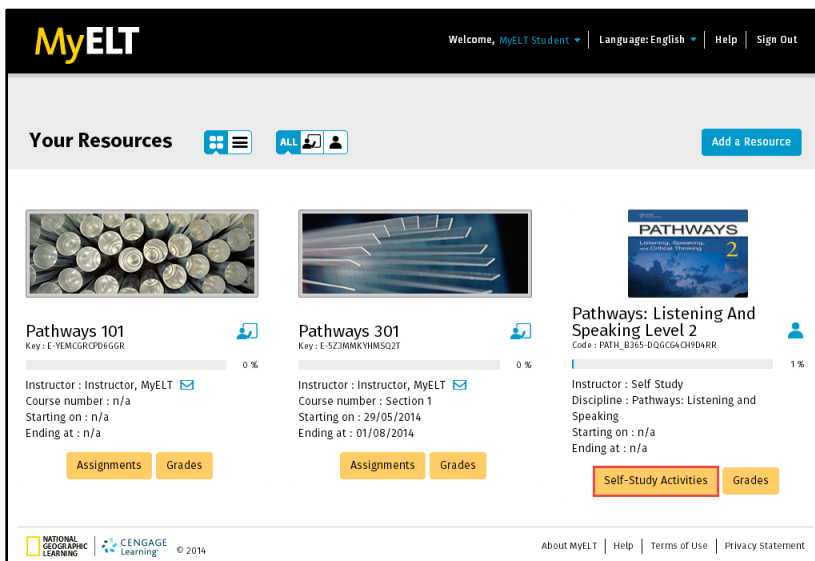 MyELT
Welcome, MyELT Student
Language: English
Help
Sign Out
Your Resources
ALL
Add a Resource
PATHWAYS
Listening, Speaking,
and Critical Thinking
2
Pathways 101
Key : E-YEMCGRCPD6GGR
0 %
Instructor : Instructor, MyELT
Course number : n/a
Starting on : n/a
Ending at : n/a
Assignments
Grades
Pathways 301
Key : E-5Z3MMKYHMSQ2T
0 %
Instructor : Instructor, MyELT
Course number : Section 1
Starting on : 29/05/2014
Ending at : 01/08/2014
Assignments
Grades
Pathways: Listening And
Speaking Level 2
Code : PATH_B365-DQGCG4CH9D4RR
1 %
Instructor : Self Study
Discipline : Pathways: Listening and
Speaking
Starting on : n/a
Ending at : n/a
Self-Study Activities
Grades
NATIONAL
GEOGRAPHIC
LEARNING
CENGAGE
Learning
© 2014
About MyELT
Help
Terms of Use
Privacy Statement